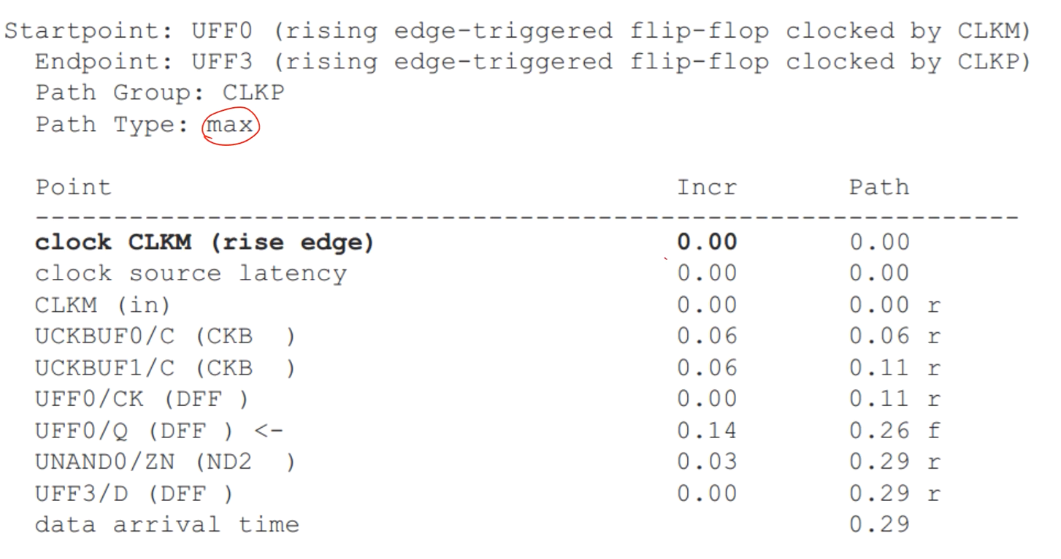 Startpoint: UFF0 (rising edge-triggered flip-flop clocked by CLKM)
Endpoint: UFF3 (rising edge-triggered flip-flop clocked by CLKP)
Path Group: CLKP
Path Type: max
Point Incr Path
---------------------------------------------------------------
clock CLKM (rise edge) 0.00 0.00
clock source latency 0.00 0.00
CLKM (in) 0.00 0.00 r
UCKBUF0/C (CKB ) 0.06 0.06 r
UCKBUF1/C (CKB ) 0.06 0.11 r
UFF0/CK (DFF ) 0.00 0.11 r
UFF0/Q (DFF ) <- 0.14 0.26 f
UNAND0/ZN (ND2 ) 0.03 0.29 r
UFF3/D (DFF ) 0.00 0.29 r
data arrival time 0.29